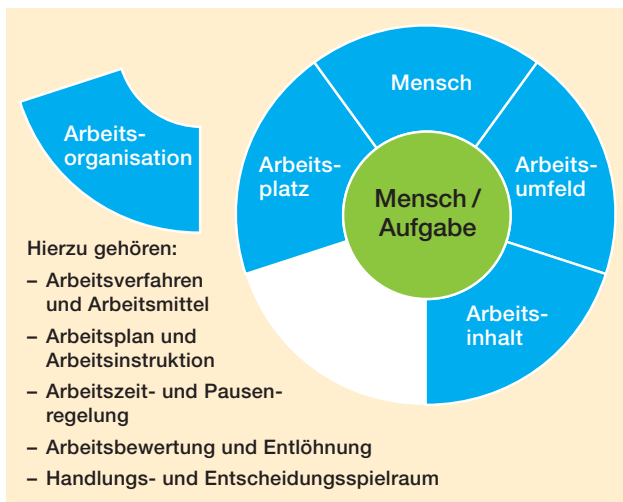 Arbeits-
organisation
Mensch
Arbeits-
platz
Arbeits-
umfeld
Mensch /
Aufgabe
Arbeits-
inhalt
Hierzu gehören:
– Arbeitsverfahren
und Arbeitsmittel
– Arbeitsplan und
Arbeitsinstruktion
– Arbeitszeit- und Pausen-
regelung
– Arbeitsbewertung und Entlöhnung
– Handlungs- und Entscheidungsspielraum